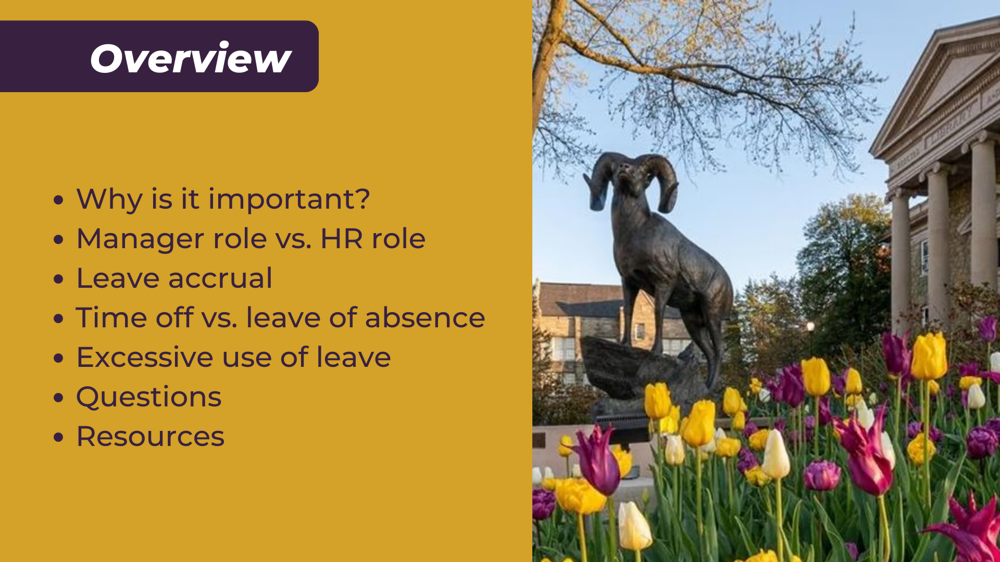 Overview
• Why is it important?
• Manager role vs. HR role
• Leave accrual
• Time off vs. leave of absence
• Excessive use of leave
• Questions
• Resources
LIBRARY